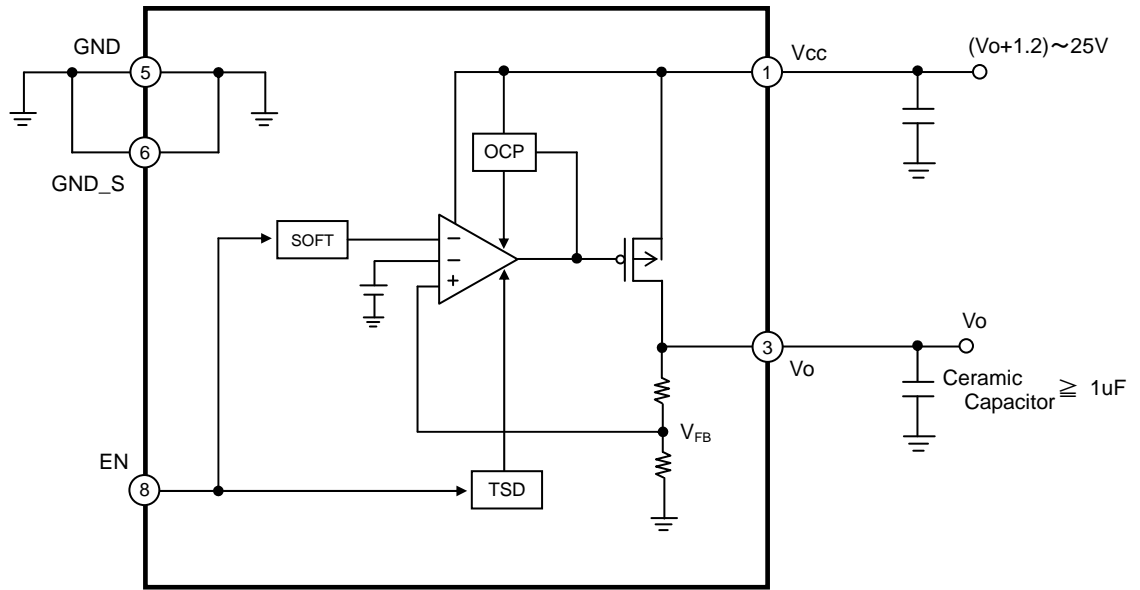 GND
5
6
GND_S
Vcc
1
(Vo+1.2)～25V
OCP
SOFT
−
−
+
Vo
3
Vo
Ceramic
Capacitor ≧ 1uF
VFB
EN
8
TSD